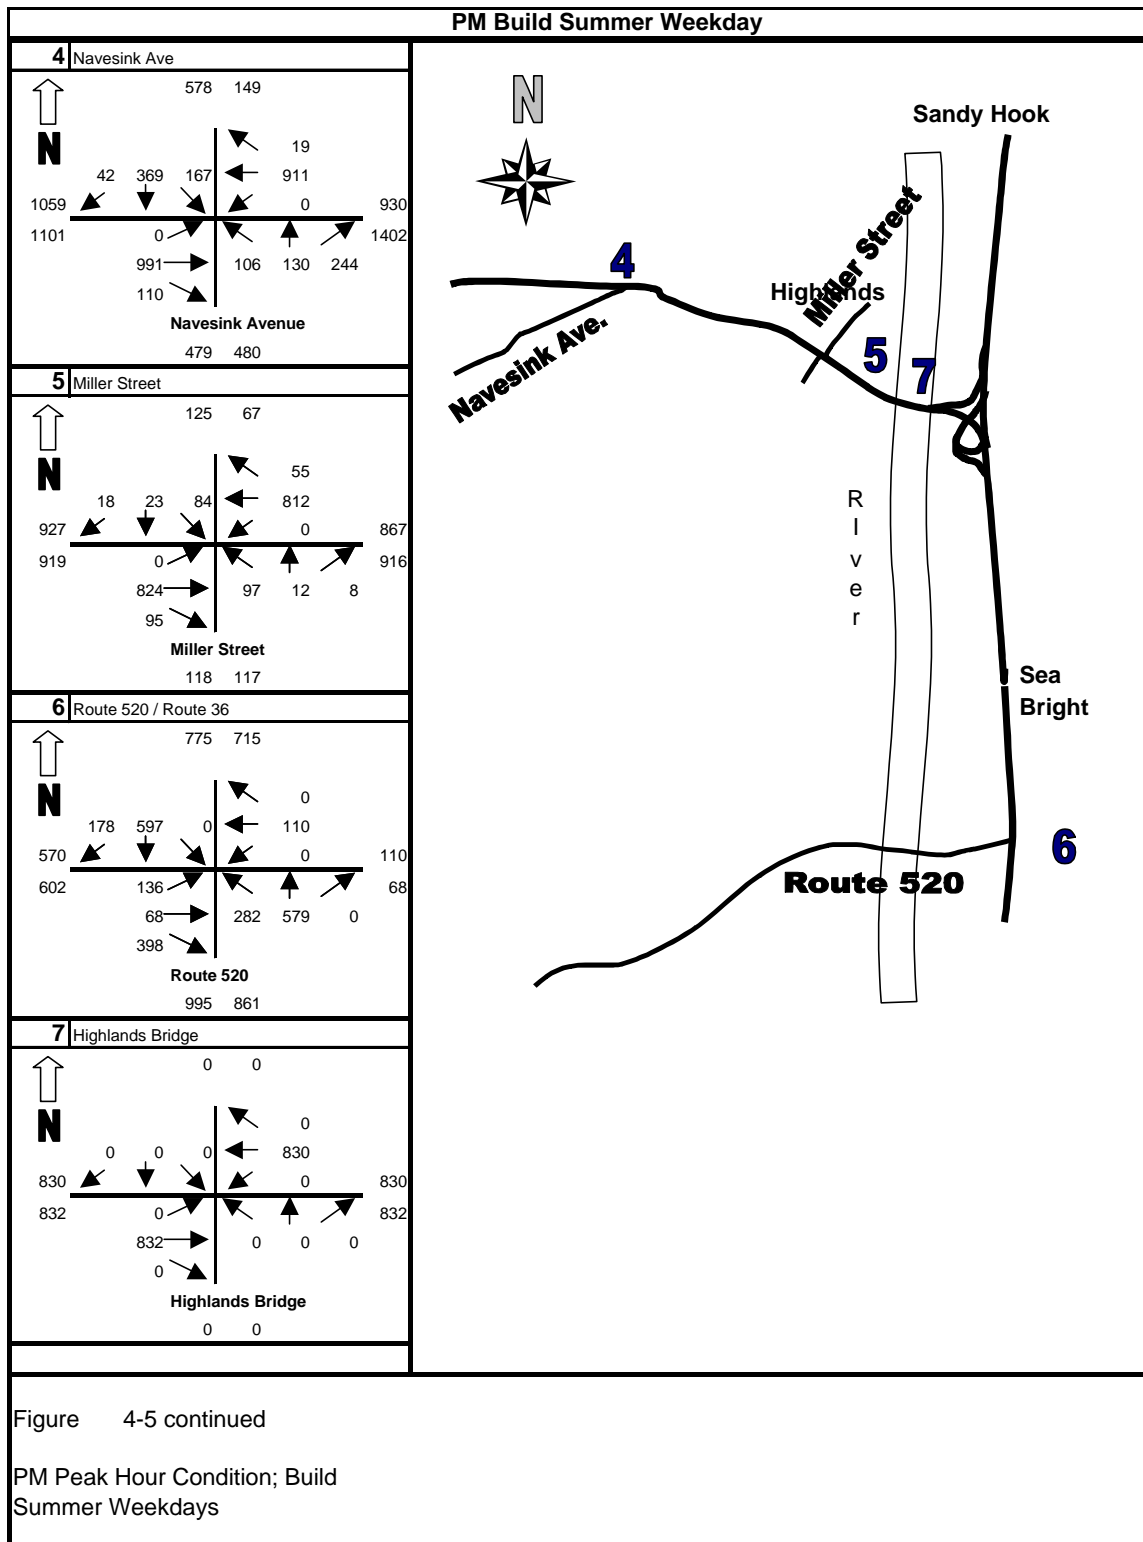 PM Build Summer Weekday
4 Navesink Ave
578 149
N
19
42 369 167 911
1059 0 930
1101 0 1402
991 106 130 244
110
Navesink Avenue
479 480
5 Miller Street
125 67
N
55
18 23 84 812
927 0 867
919 0 916
824 97 12 8
95
Miller Street
118 117
6 Route 520 / Route 36
775 715
N
0
178 597 0 110
570 0 110
602 136 68
68 282 579 0
398
Route 520
995 861
7 Highlands Bridge
0 0
N
0
0 0 0 830
830 0 830
832 0 832
832 0 0 0
0
Highlands Bridge
0 0
N
Sandy Hook
Miller Street
4
Highlands
Navesink Ave.
5
7
R
I
v
e
r
Sea
Bright
6
Route 520
Figure 4-5 continued
PM Peak Hour Condition; Build
Summer Weekdays